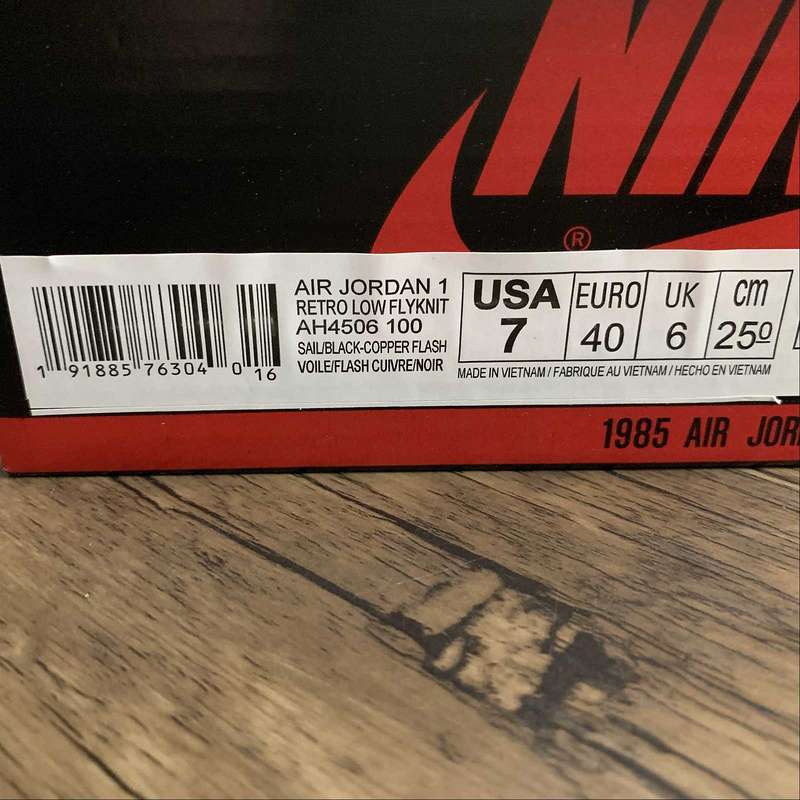 NIK
®
AIR JORDAN 1
RETRO LOW FLYKNIT
AH4506 100
SAIL/BLACK-COPPER FLASH
VOILE/FLASH CUIVRE/NOIR
1 91885 76304 0 16
USA EURO UK cm
7 40 6 25º
MADE IN VIETNAM / FABRIQUE AU VIETNAM / HECHO EN VIETNAM
1985 AIR JOR